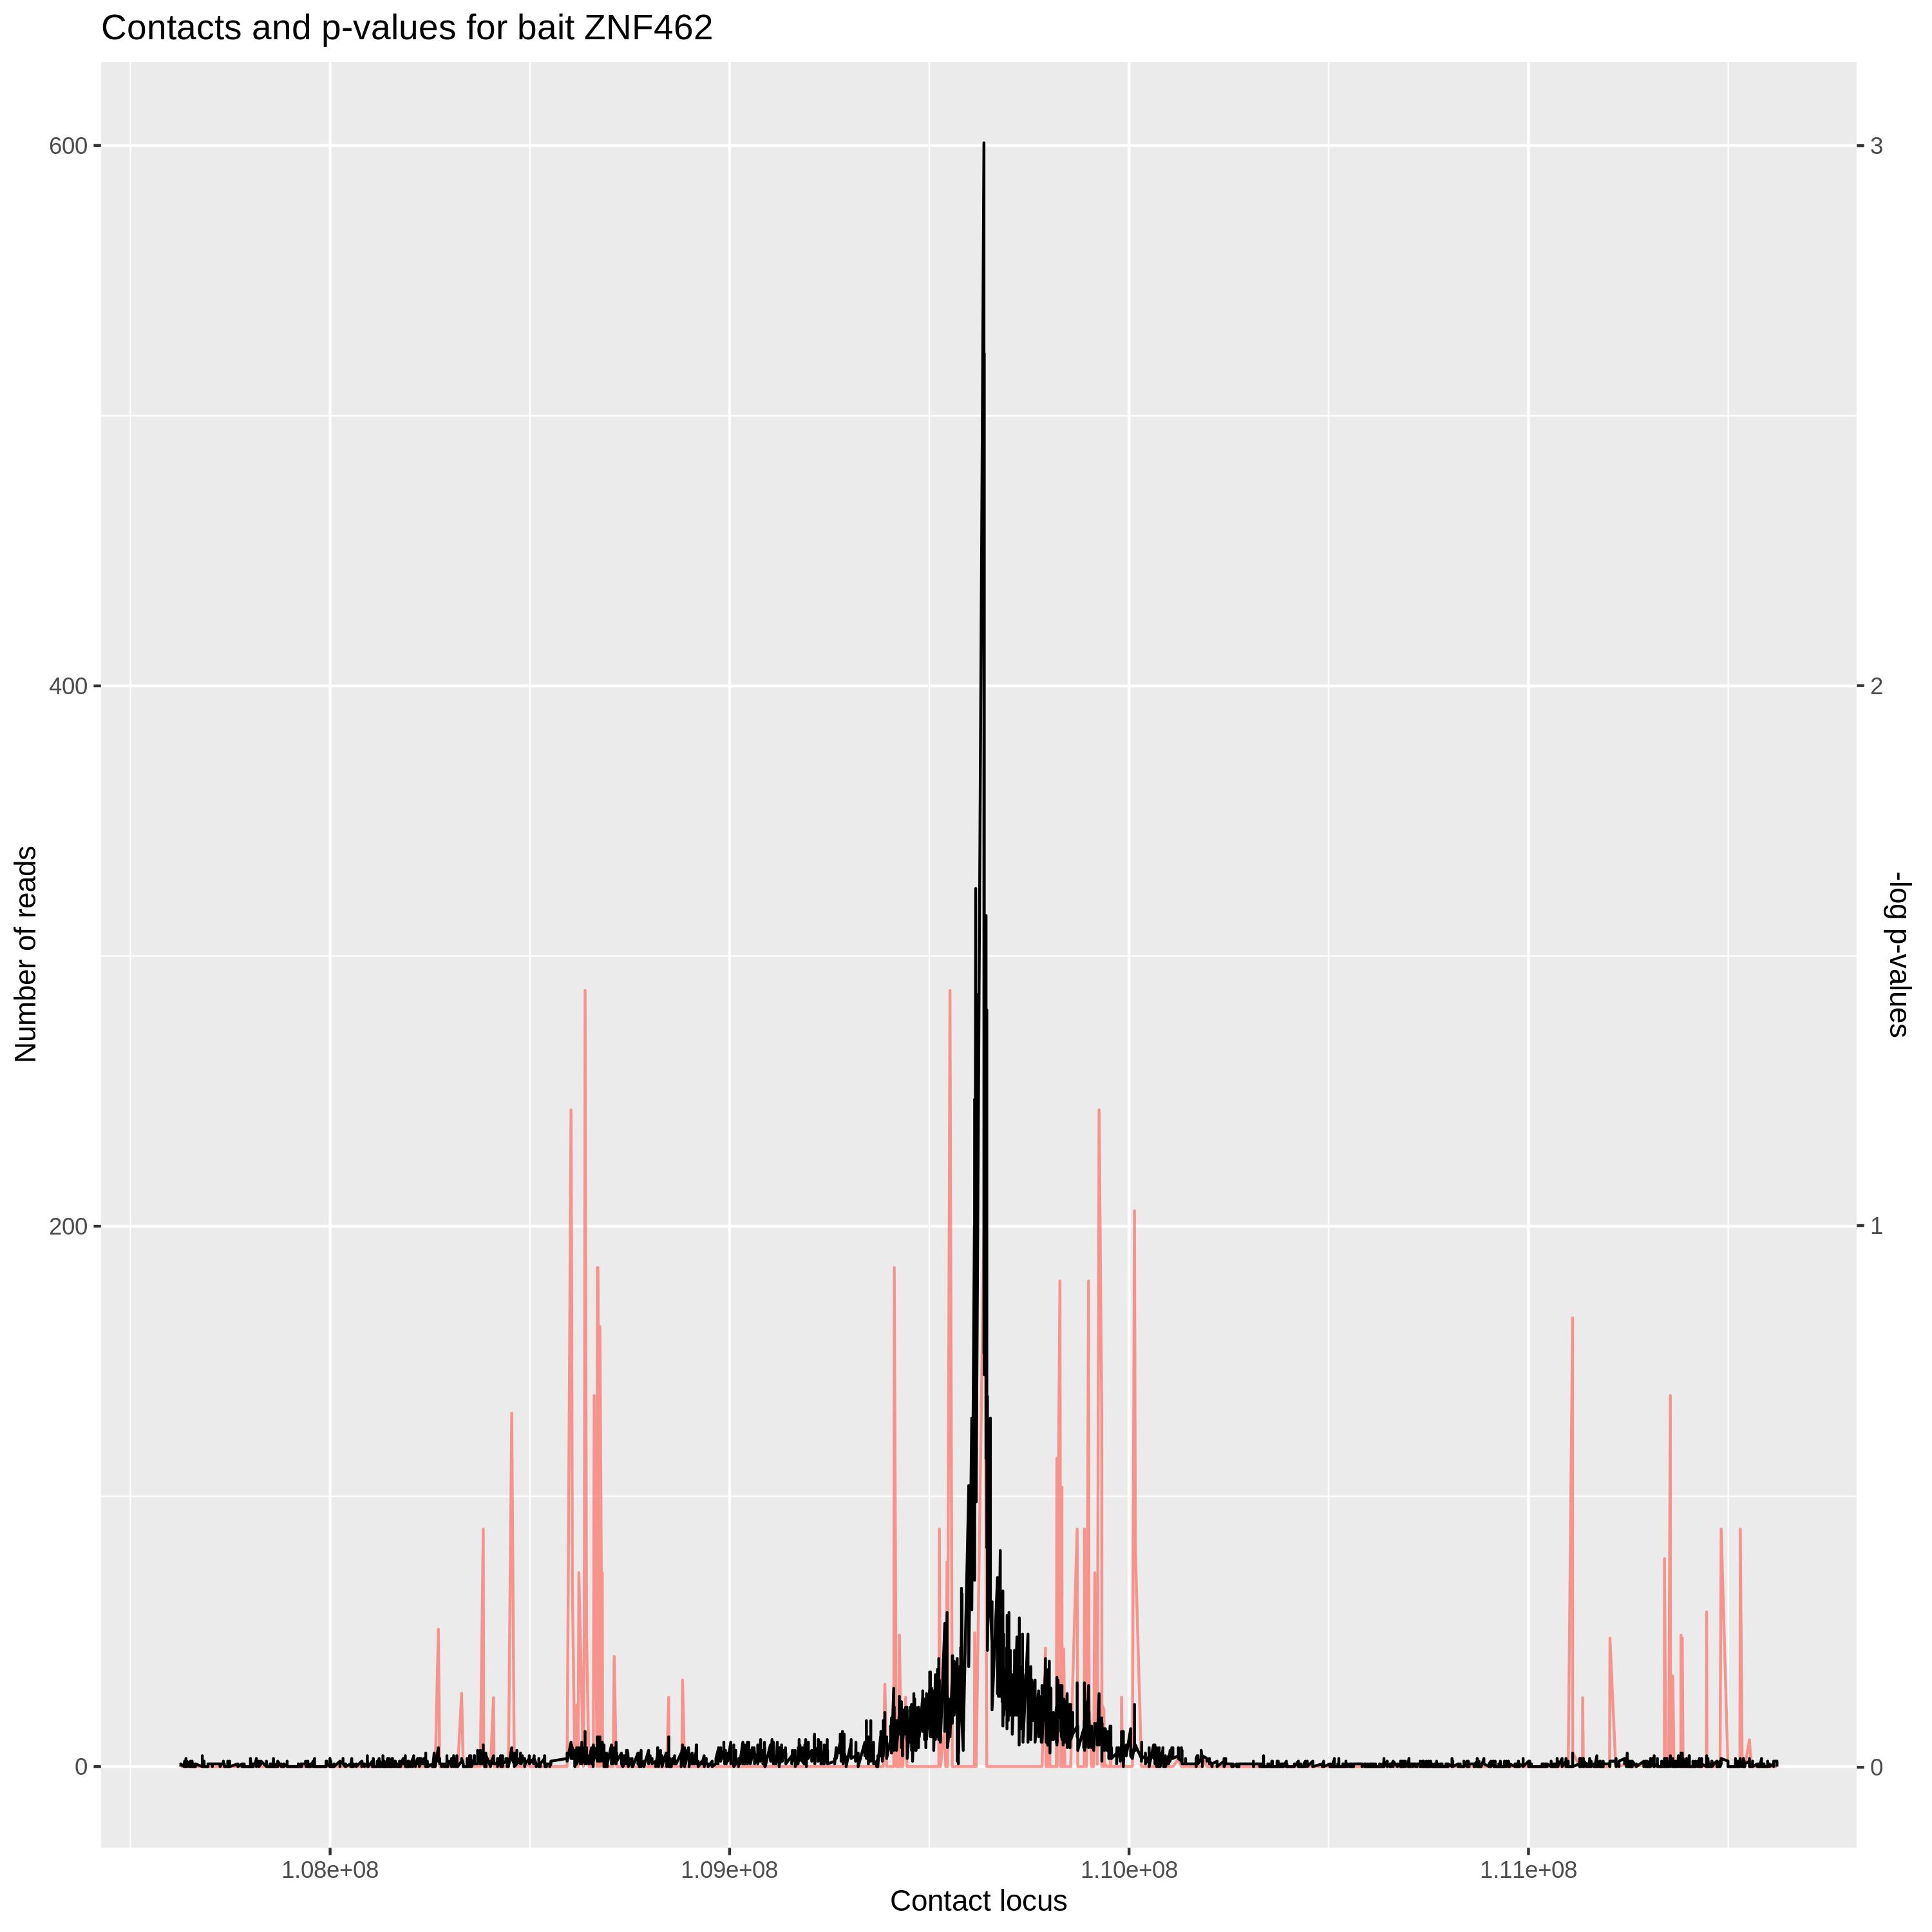 Contacts and p-values for bait ZNF462
600
400
200
0
Number of reads
3
2
1
0
-log p-values
1.08e+08 1.09e+08 1.10e+08 1.11e+08
Contact locus